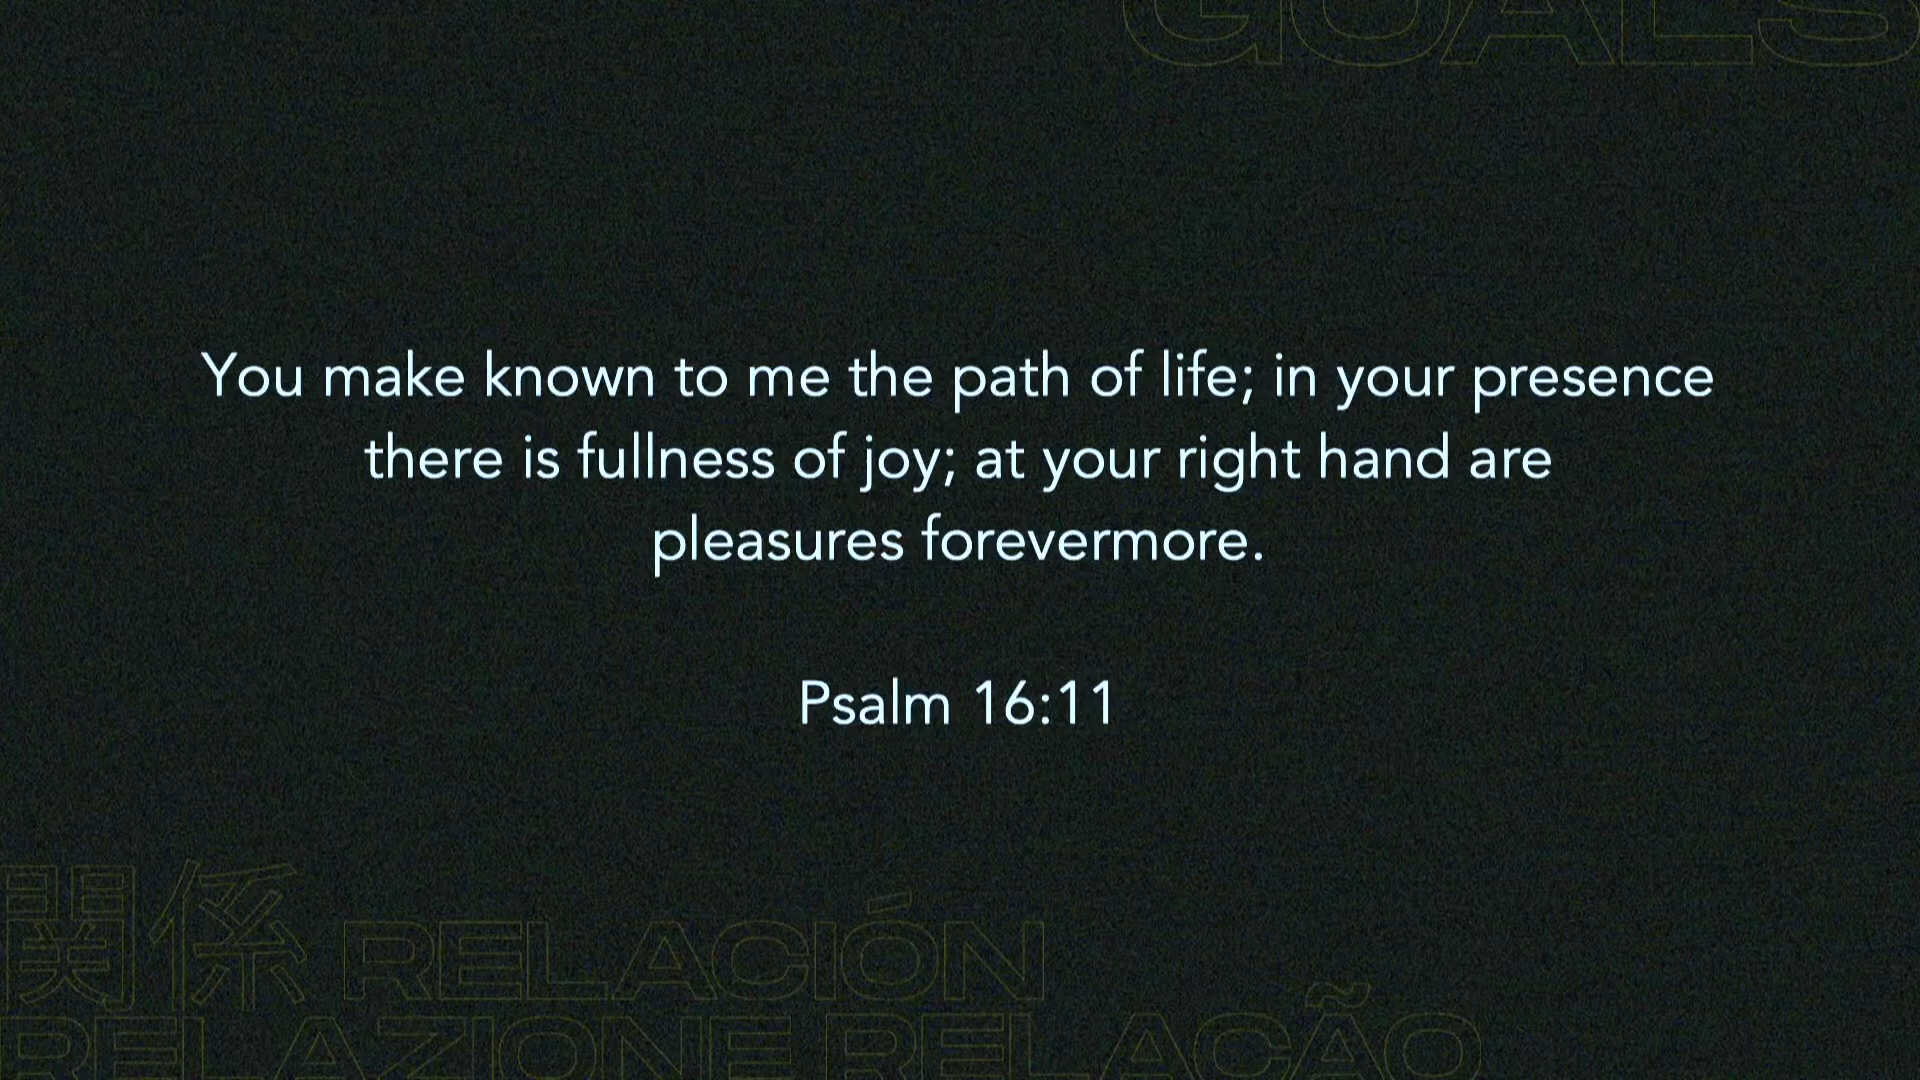 GOALS
You make known to me the path of life; in your presence
there is fullness of joy; at your right hand are
pleasures forevermore.
Psalm 16:11
関係 RELACIÓN
RELAZIONE RELAÇÃO